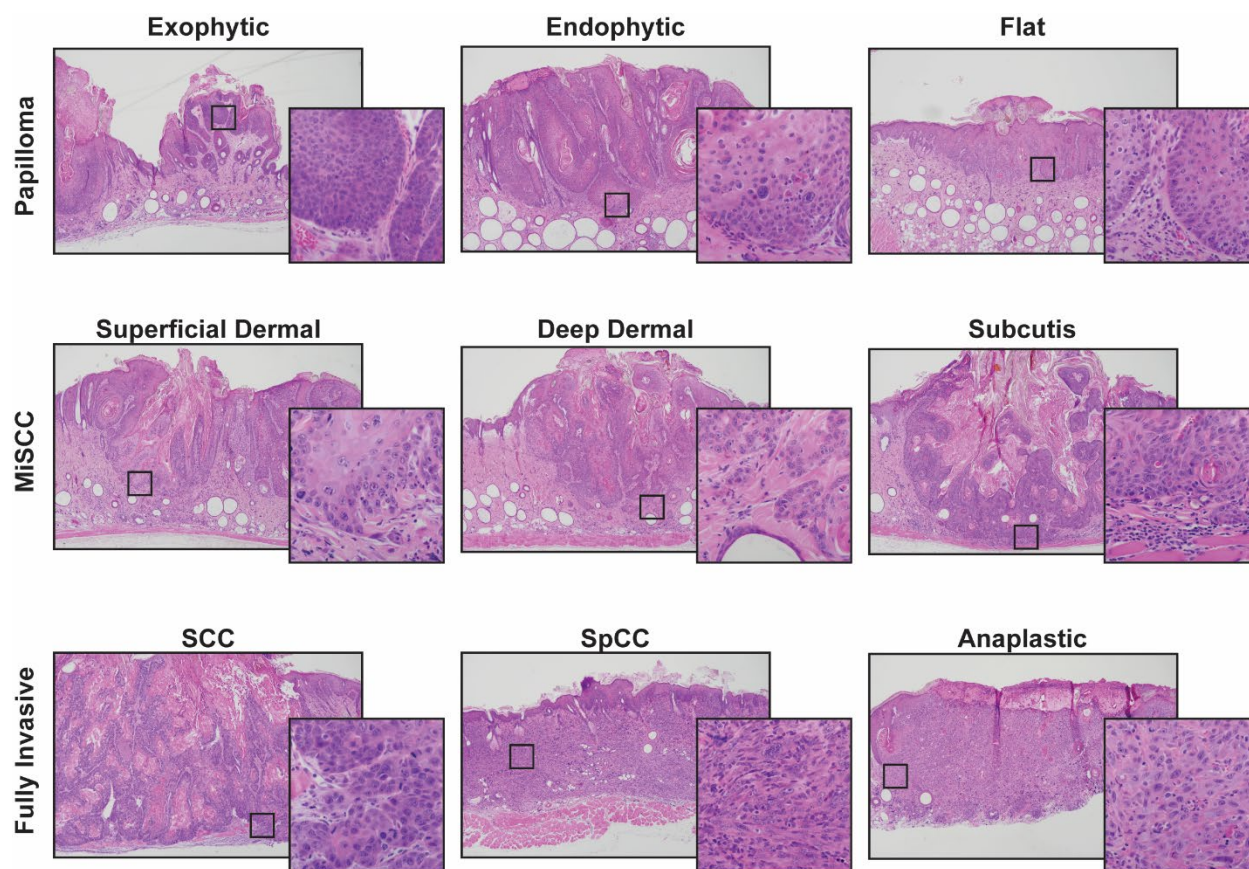 Exophytic
Endophytic
Flat
Papilloma
Superficial Dermal
Deep Dermal
Subcutis
MiSCC
SCC
SpCC
Anaplastic
Fully Invasive